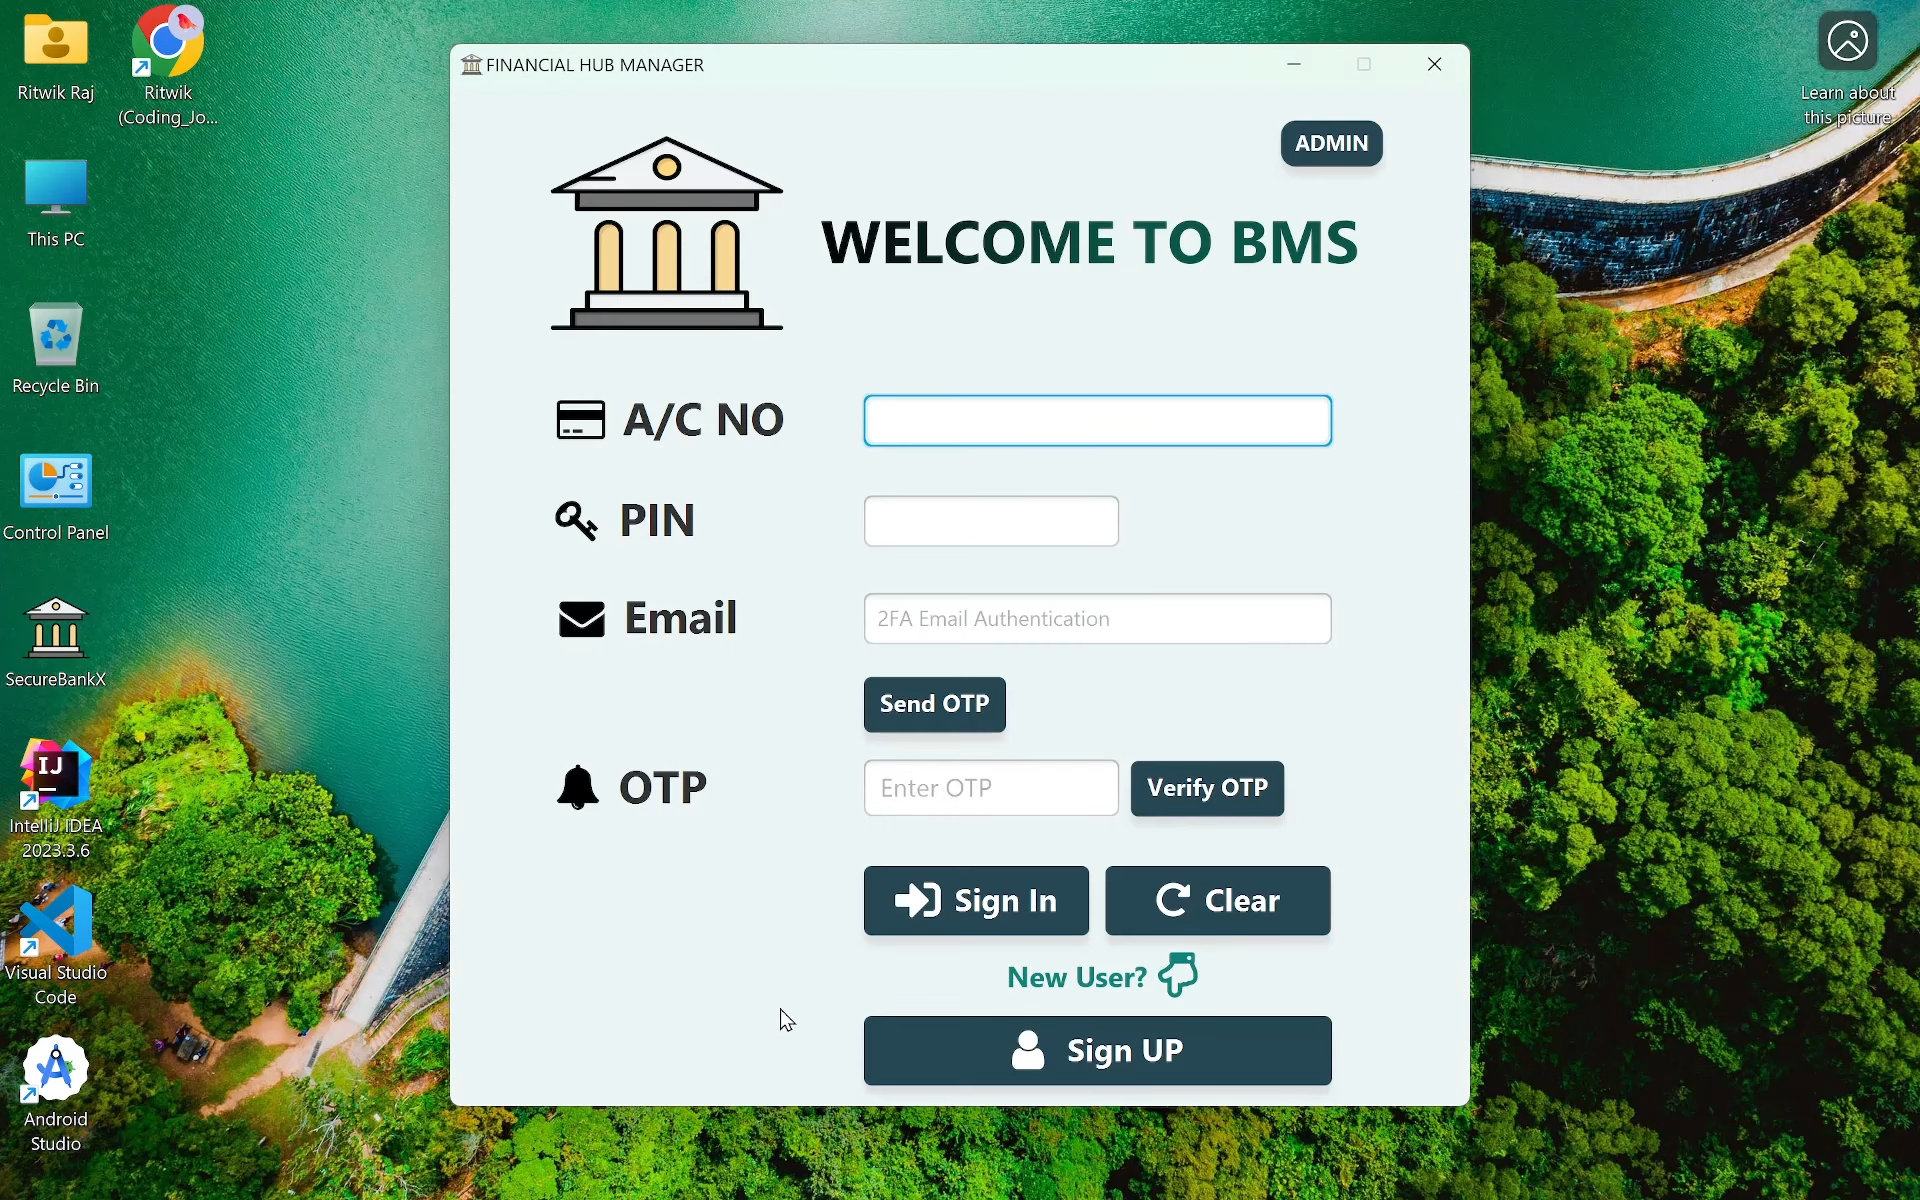 Ritwik Raj
Ritwik
(Coding_Jo...
This PC
Recycle Bin
Control Panel
SecureBankX
IJ
IntelliJ IDEA
2023.3.6
Visual Studio
Code
Android
Studio
FINANCIAL HUB MANAGER
ADMIN
WELCOME TO BMS
A/C NO
PIN
Email
2FA Email Authentication
Send OTP
OTP
Enter OTP
Verify OTP
Sign In
Clear
New User?
Sign UP
Learn about
this picture